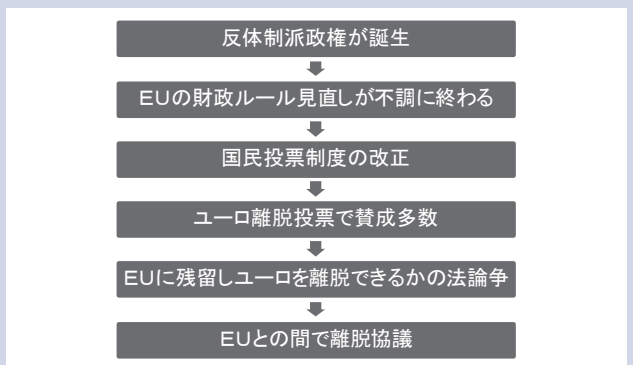 反体制派政権が誕生
EUの財政ルール見直しが不調に終わる
国民投票制度の改正
ユーロ離脱投票で賛成多数
EUに残留しユーロを離脱できるかの法論争
EUとの間で離脱協議